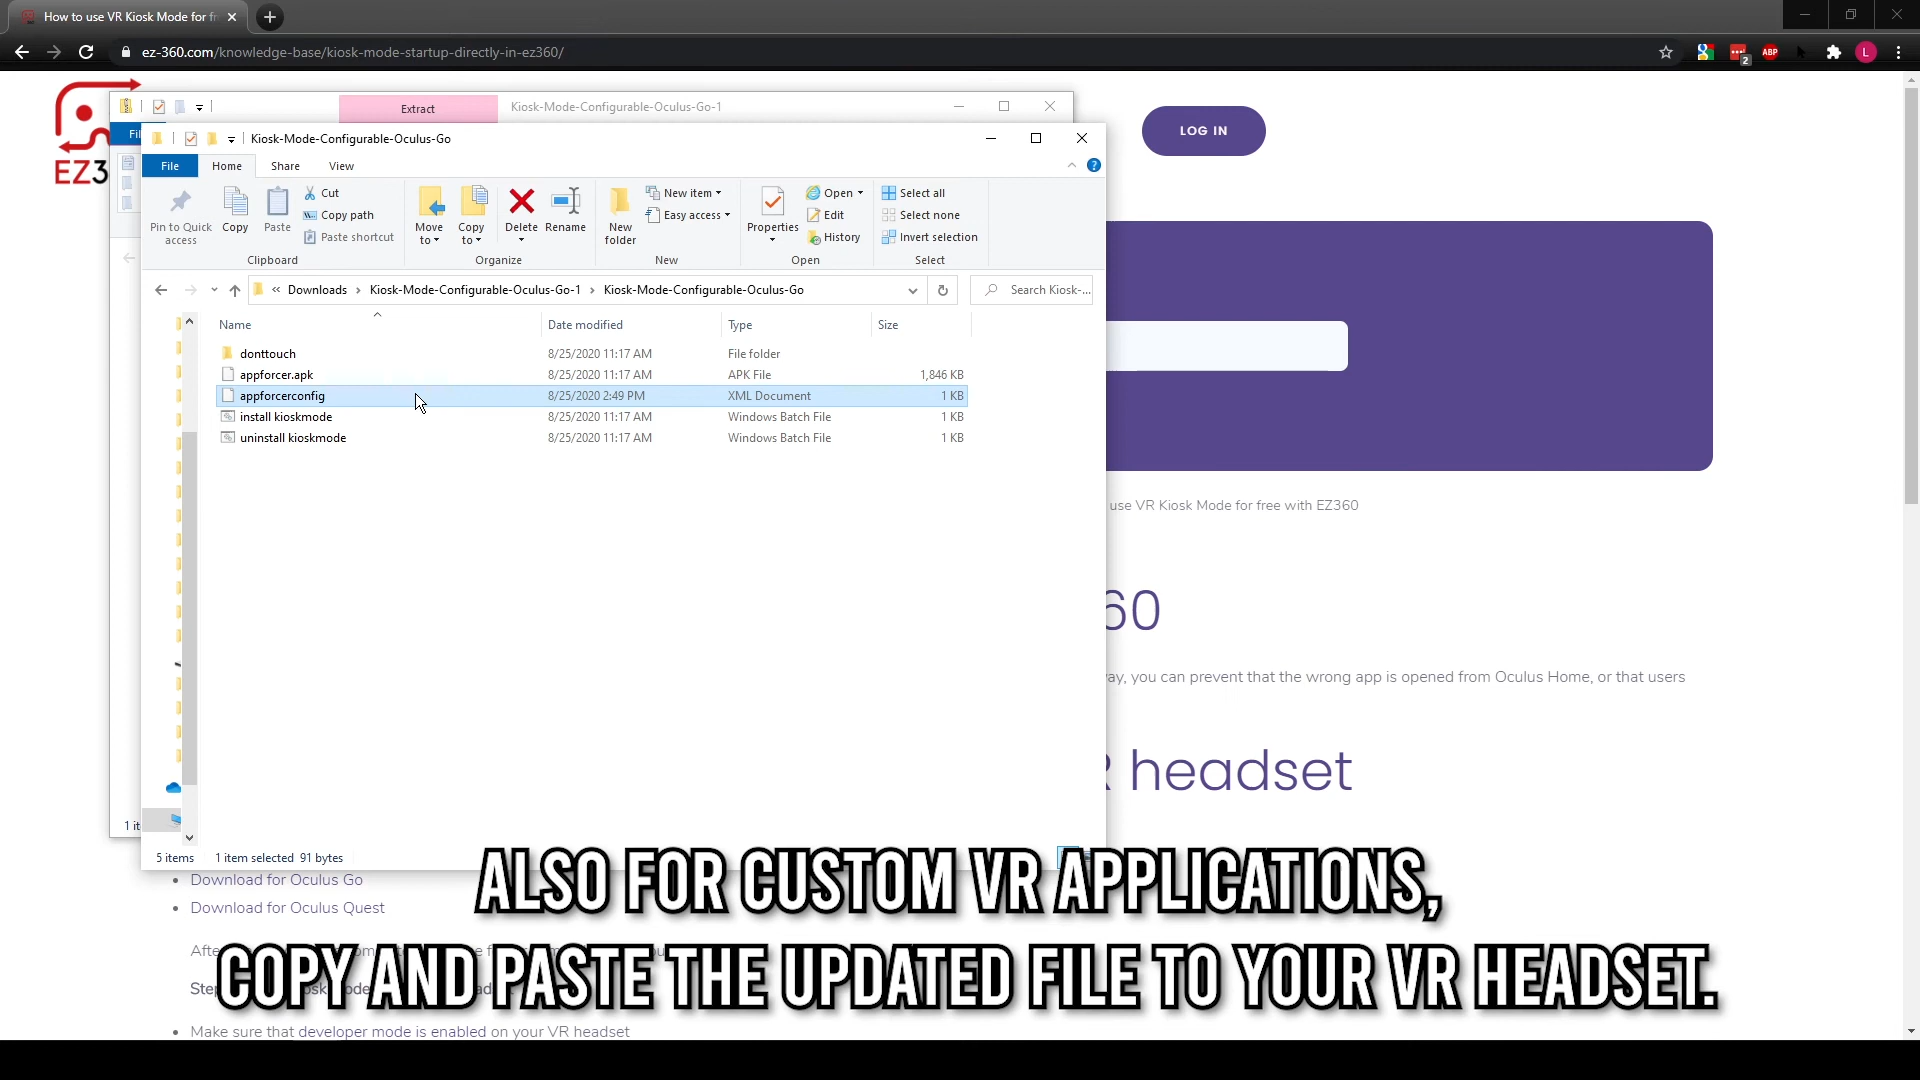 How to use VR Kiosk Mode for fr
ez-360.com/knowledge-base/kiosk-mode-startup-directly-in-ez360/
2
ABP
L
EZ3
LOG IN
Extract
Kiosk-Mode-Configurable-Oculus-Go-1
Fil
Kiosk-Mode-Configurable-Oculus-Go
File
Home
Share
View
Pin to Quick access
Copy
Paste
Cut
Copy path
Paste shortcut
Clipboard
Move to
Copy to
Delete
Rename
Organize
New folder
New item
Easy access
New
Properties
Open
Edit
History
Open
Select all
Select none
Invert selection
Select
« Downloads > Kiosk-Mode-Configurable-Oculus-Go-1 > Kiosk-Mode-Configurable-Oculus-Go
Search Kiosk-...
Name Date modified Type Size
donttouch 8/25/2020 11:17 AM File folder
appforcer.apk 8/25/2020 11:17 AM APK File 1,846 KB
appforcerconfig 8/25/2020 2:49 PM XML Document 1 KB
install kioskmode 8/25/2020 11:17 AM Windows Batch File 1 KB
uninstall kioskmode 8/25/2020 11:17 AM Windows Batch File 1 KB
use VR Kiosk Mode for free with EZ360
60
ay, you can prevent that the wrong app is opened from Oculus Home, or that users
R headset
1 it
5 items 1 item selected 91 bytes
• Download for Oculus Go
• Download for Oculus Quest
ALSO FOR CUSTOM VR APPLICATIONS,
COPY AND PASTE THE UPDATED FILE TO YOUR VR HEADSET.
• Make sure that developer mode is enabled on your VR headset